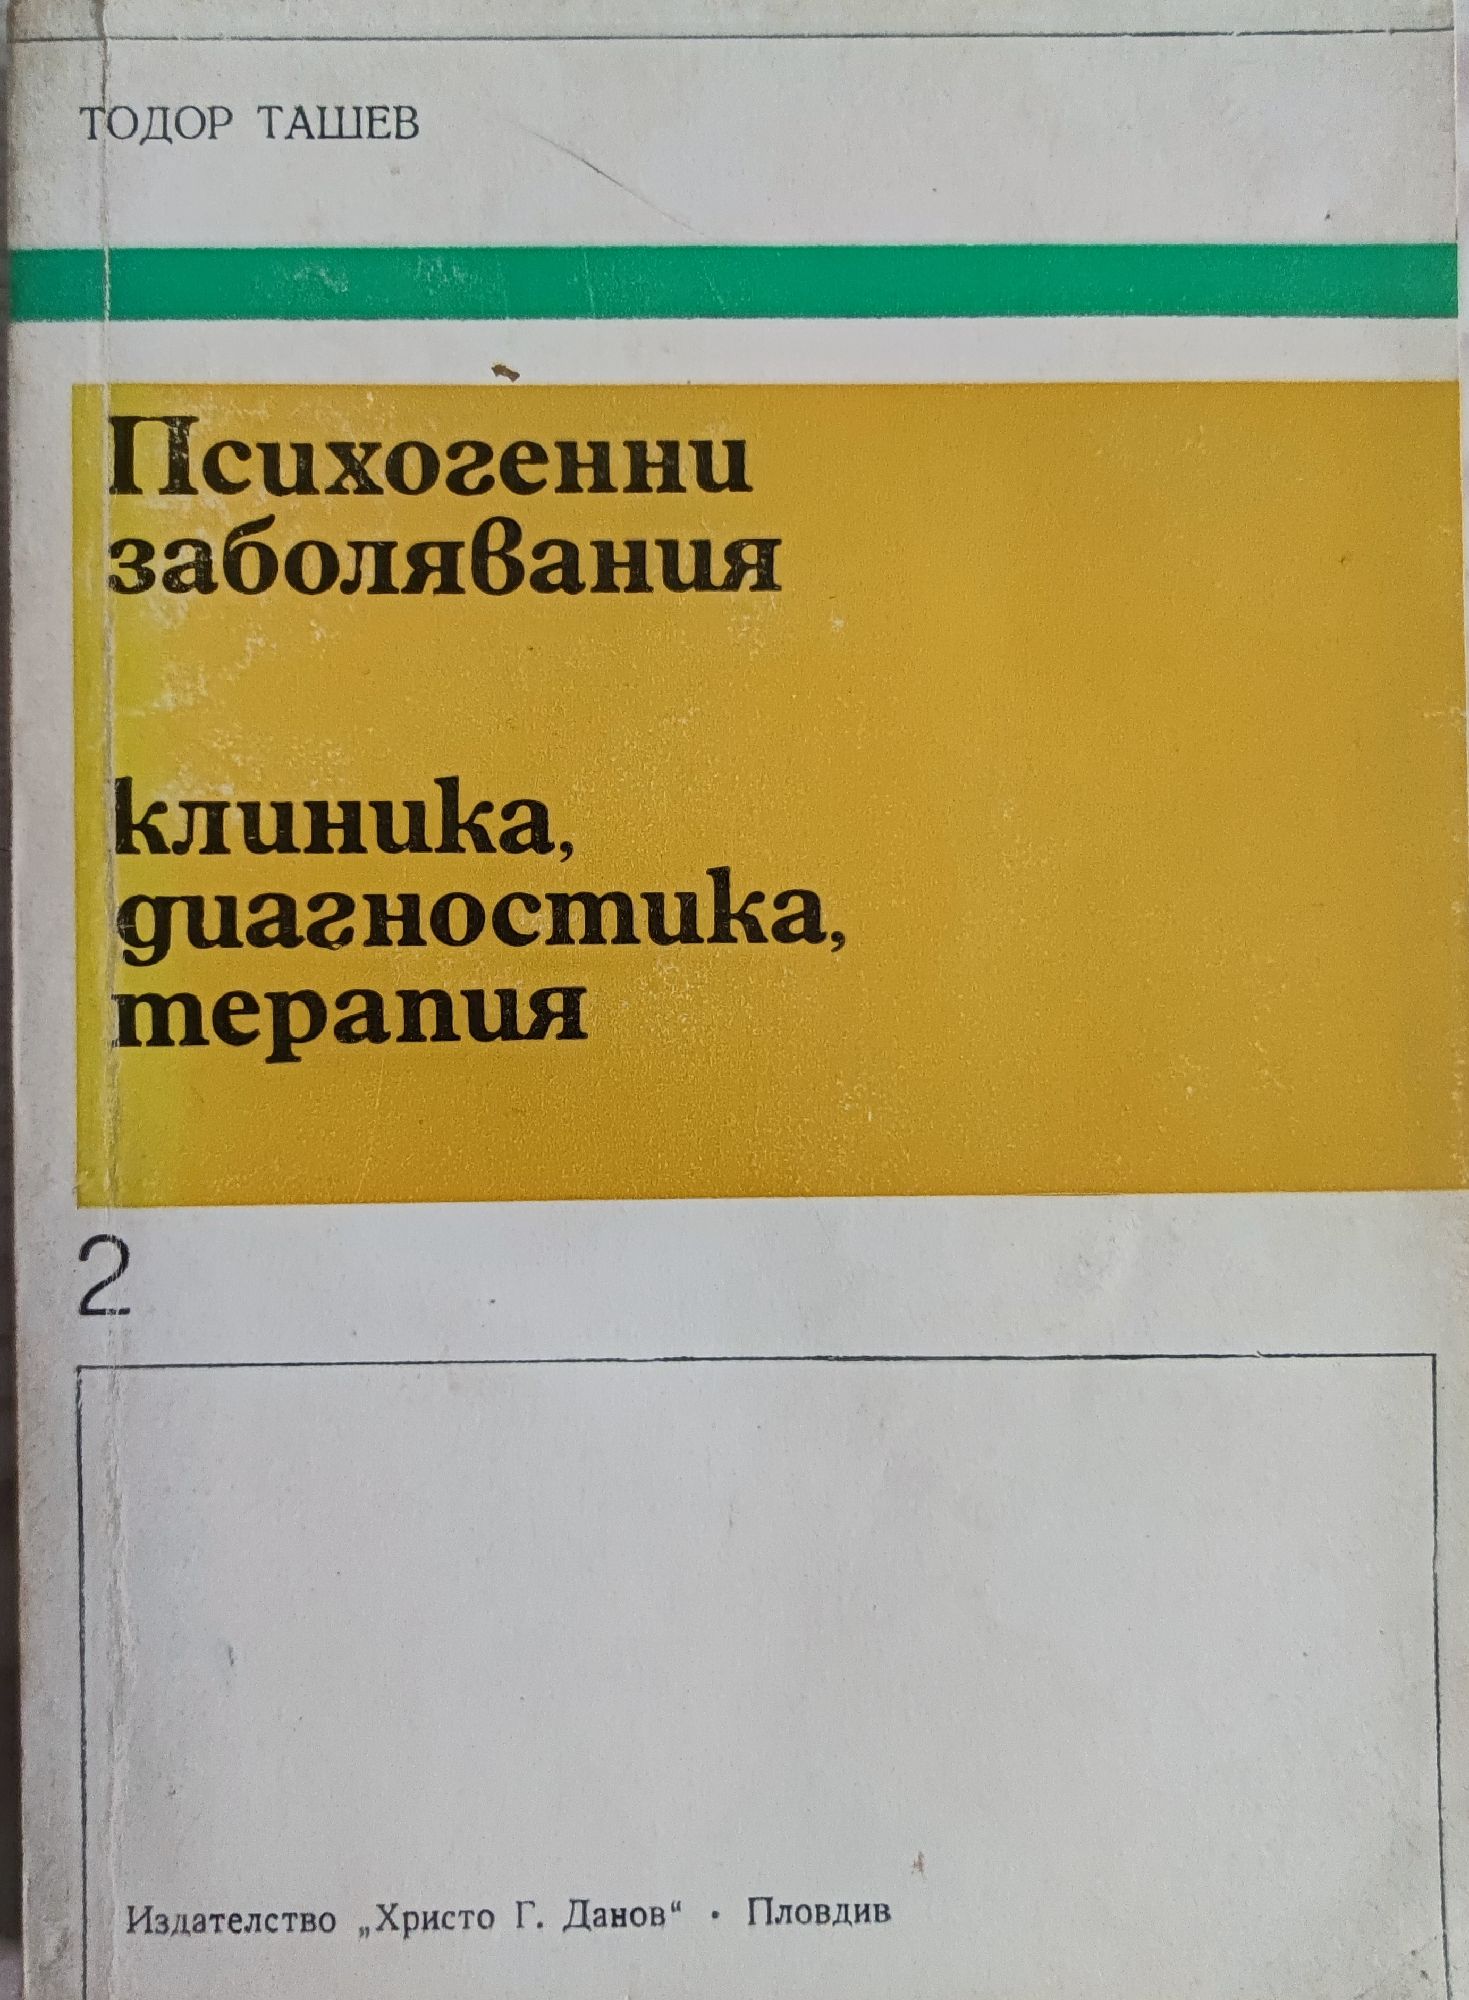 ТОДОР ТАШЕВ
Психогенни
заболявания
клиника,
диагностика,
терапия
2
Издателство „Христо Г. Данов“ · Пловдив